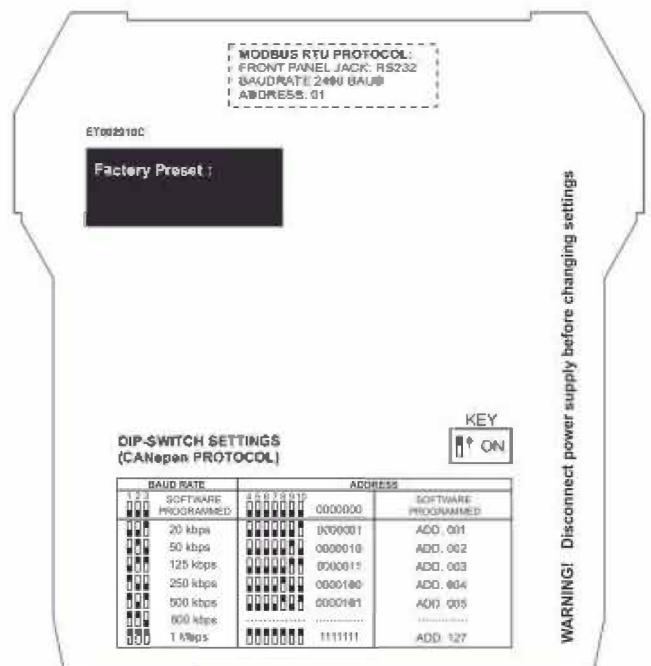 MODBUS RTU PROTOCOL:
FRONT PANEL JACK: RS232
BAUDRATE 2400 BAUD
ADDRESS: 01
ET002910C
Factory Preset :
WARNING! Disconnect power supply before changing settings
KEY
ON
DIP-SWITCH SETTINGS
(CANopen PROTOCOL)
BAUD RATE ADDRESS
1 2 3 SOFTWARE PROGRAMMED 4 5 6 7 8 9 10 0000000 SOFTWARE PROGRAMMED
20 kbps 0000001 ADD. 001
50 kbps 0000010 ADD. 002
125 kbps 0000011 ADD. 003
250 kbps 0000100 ADD. 004
500 kbps 0000101 ADD. 005
800 kbps ............... ...............
1 Mbps 1111111 ADD. 127